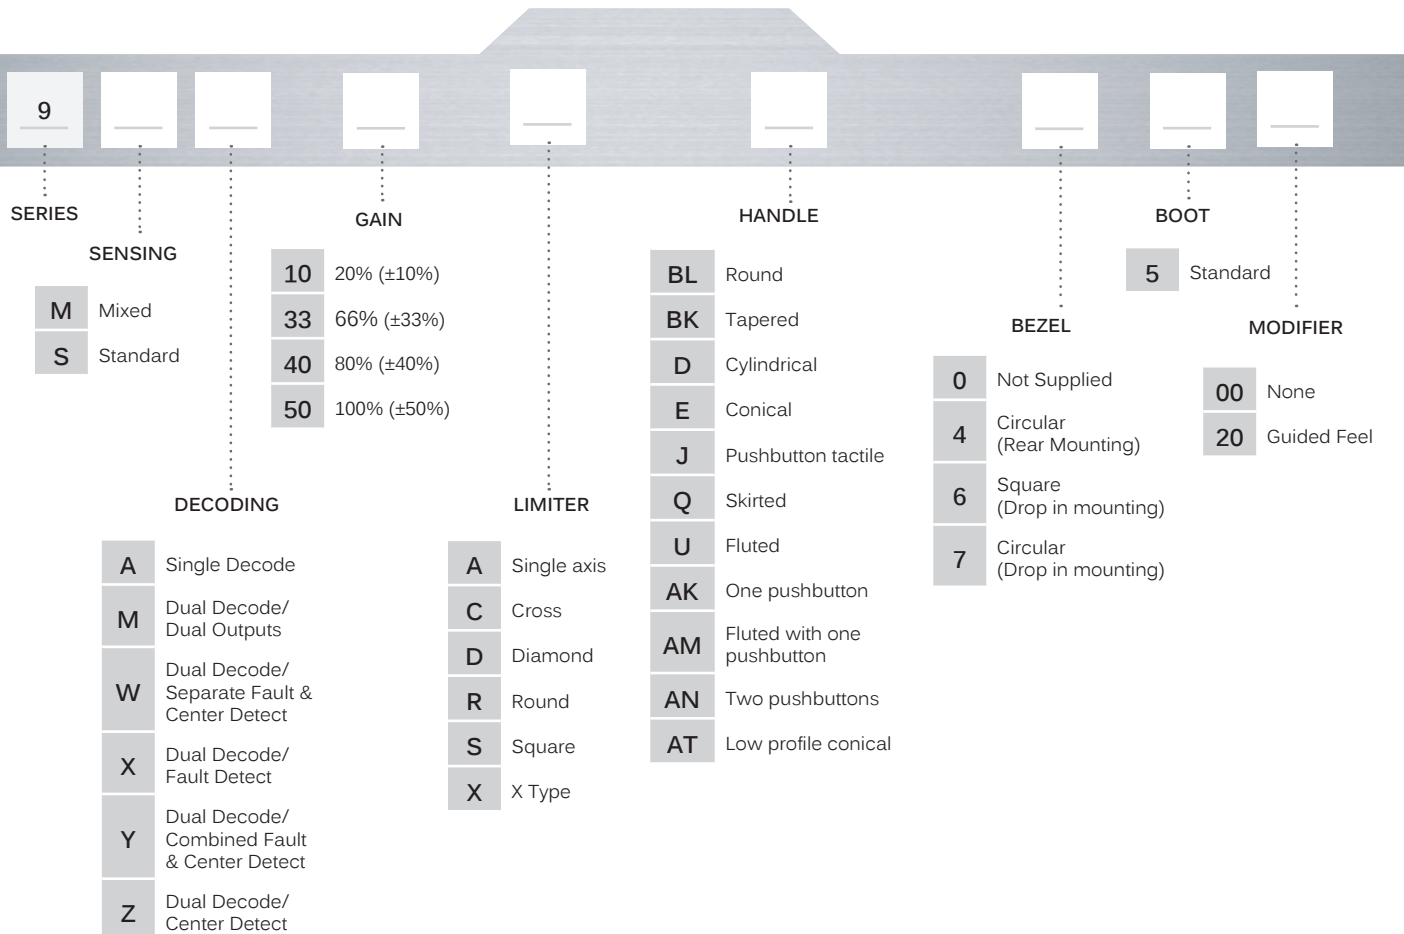 9
SERIES
SENSING
M Mixed
S Standard
DECODING
A Single Decode
M Dual Decode/
Dual Outputs
W Dual Decode/
Separate Fault &
Center Detect
X Dual Decode/
Fault Detect
Y Dual Decode/
Combined Fault
& Center Detect
Z Dual Decode/
Center Detect
GAIN
10 20% (±10%)
33 66% (±33%)
40 80% (±40%)
50 100% (±50%)
LIMITER
A Single axis
C Cross
D Diamond
R Round
S Square
X X Type
HANDLE
BL Round
BK Tapered
D Cylindrical
E Conical
J Pushbutton tactile
Q Skirted
U Fluted
AK One pushbutton
AM Fluted with one
pushbutton
AN Two pushbuttons
AT Low profile conical
BEZEL
0 Not Supplied
4 Circular
(Rear Mounting)
6 Square
(Drop in mounting)
7 Circular
(Drop in mounting)
BOOT
5 Standard
MODIFIER
00 None
20 Guided Feel